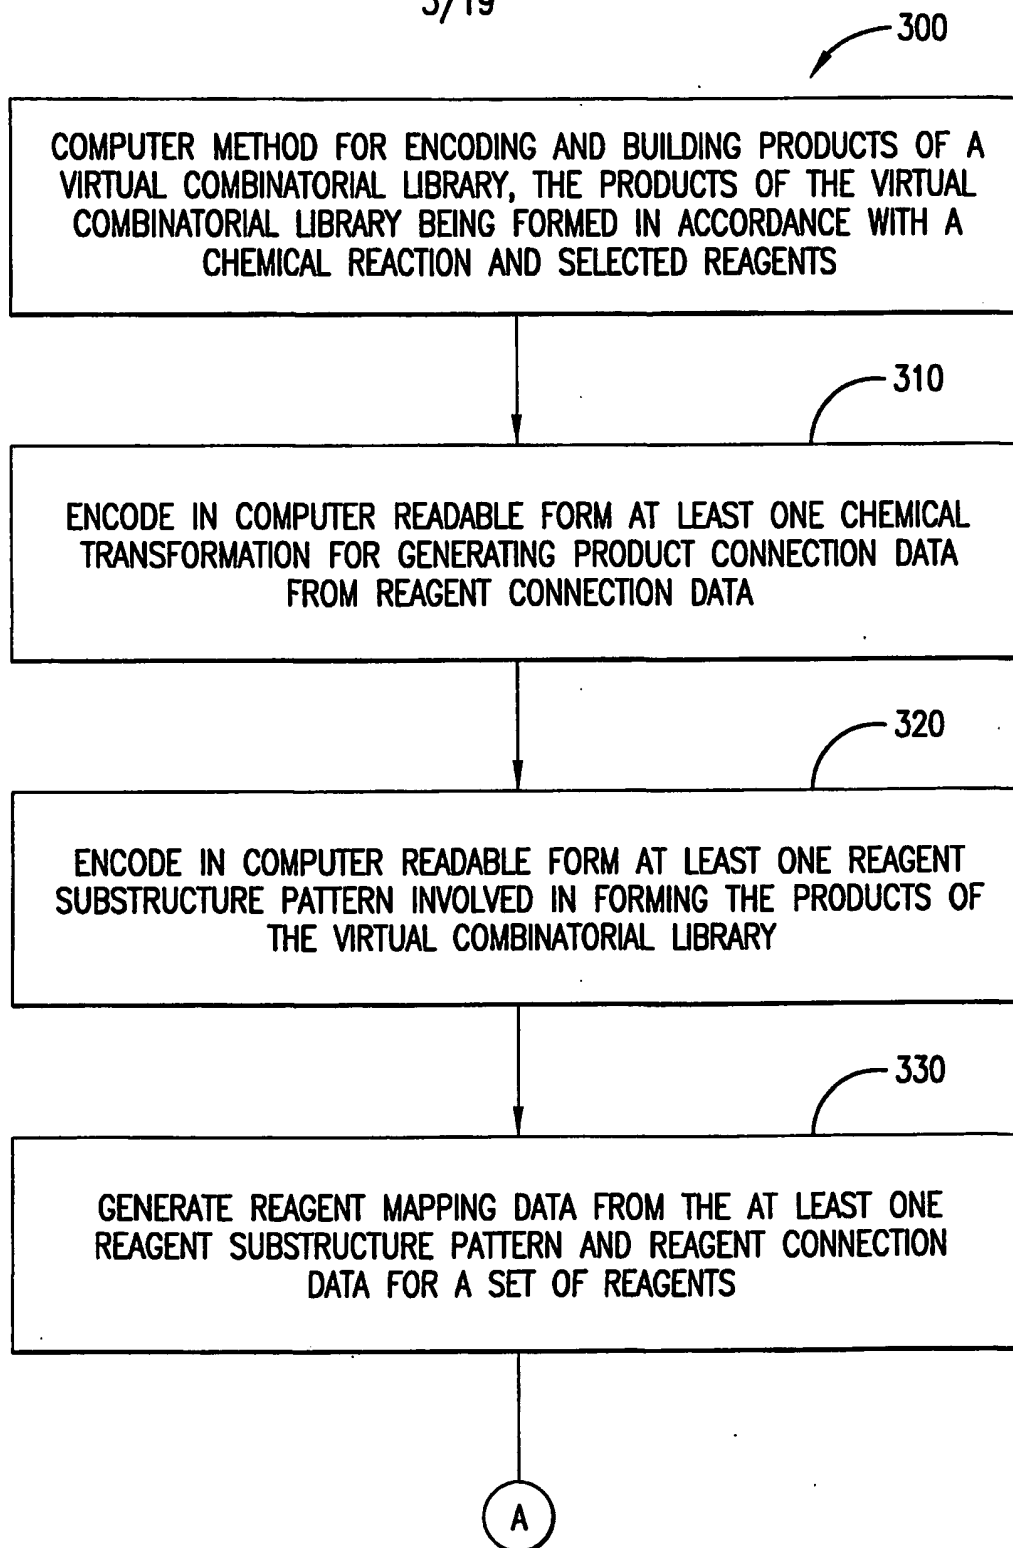 3/19
300
COMPUTER METHOD FOR ENCODING AND BUILDING PRODUCTS OF A
VIRTUAL COMBINATORIAL LIBRARY, THE PRODUCTS OF THE VIRTUAL
COMBINATORIAL LIBRARY BEING FORMED IN ACCORDANCE WITH A
CHEMICAL REACTION AND SELECTED REAGENTS
310
ENCODE IN COMPUTER READABLE FORM AT LEAST ONE CHEMICAL
TRANSFORMATION FOR GENERATING PRODUCT CONNECTION DATA
FROM REAGENT CONNECTION DATA
320
ENCODE IN COMPUTER READABLE FORM AT LEAST ONE REAGENT
SUBSTRUCTURE PATTERN INVOLVED IN FORMING THE PRODUCTS OF
THE VIRTUAL COMBINATORIAL LIBRARY
330
GENERATE REAGENT MAPPING DATA FROM THE AT LEAST ONE
REAGENT SUBSTRUCTURE PATTERN AND REAGENT CONNECTION
DATA FOR A SET OF REAGENTS
A